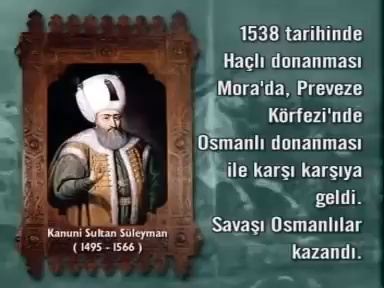 1538 tarihinde
Haçlı donanması
Mora'da, Preveze
Körfezi'nde
Osmanlı donanması
ile karşı karşıya
geldi.
Savaşı Osmanlılar
kazandı.
Kanuni Sultan Süleyman
( 1495 - 1566 )